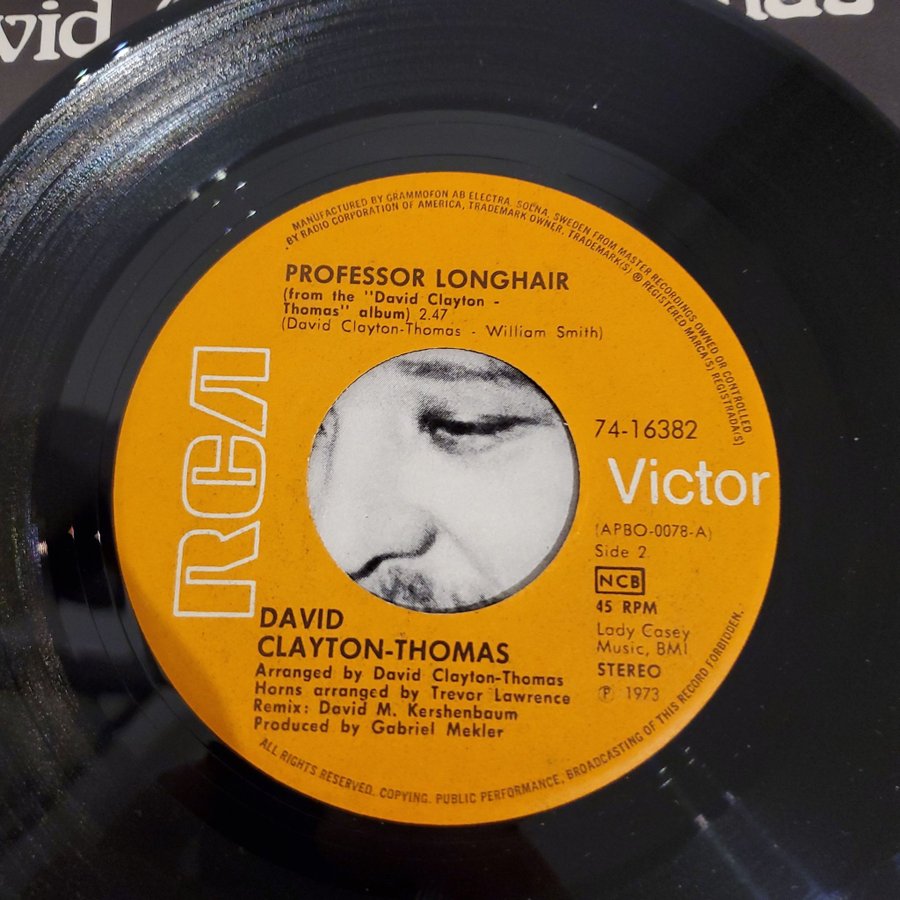 vid
MANUFACTURED BY GRAMMOFON AB ELECTRA, SOLNA, SWEDEN FROM MASTER RECORDINGS OWNED OR CONTROLLED
BY RADIO CORPORATION OF AMERICA, TRADEMARK OWNER, TRADEMARK(S) ® REGISTERED MARCA(S) REGISTRADA(S)
PROFESSOR LONGHAIR
(from the "David Clayton -
Thomas" album) 2.47
(David Clayton-Thomas - William Smith)
RCA
74-16382
Victor
(APBO-0078-A)
Side 2
NCB
45 RPM
Lady Casey
Music, BMI
STEREO
℗ 1973
DAVID
CLAYTON-THOMAS
Arranged by David Clayton-Thomas
Horns arranged by Trevor Lawrence
Remix: David M. Kershenbaum
Produced by Gabriel Mekler
ALL RIGHTS RESERVED. COPYING. PUBLIC PERFORMANCE, BROADCASTING OF THIS RECORD FORBIDDEN.